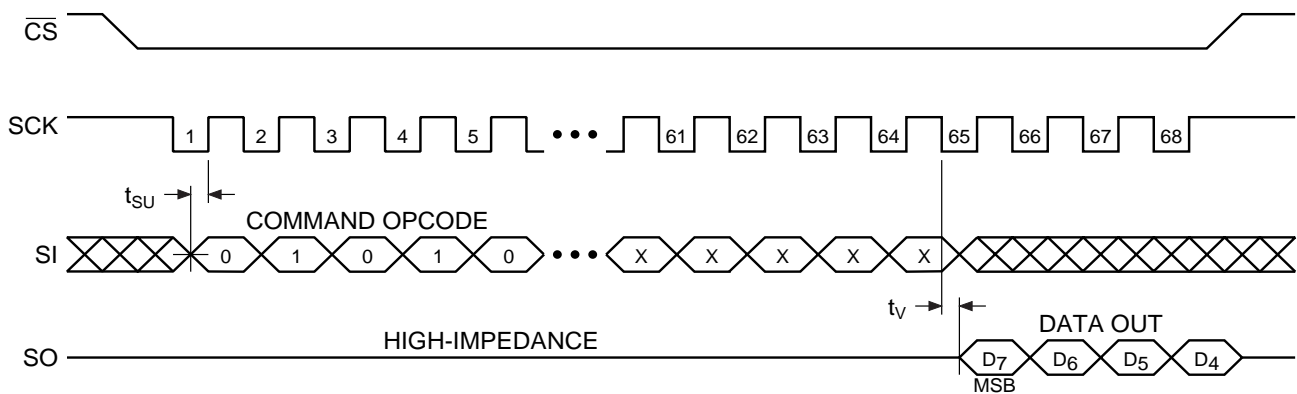 CS
SCK
1 2 3 4 5 61 62 63 64 65 66 67 68
tSU
COMMAND OPCODE
SI
0 1 0 1 0 X X X X X
tV
DATA OUT
HIGH-IMPEDANCE
SO
D7 D6 D5 D4
MSB